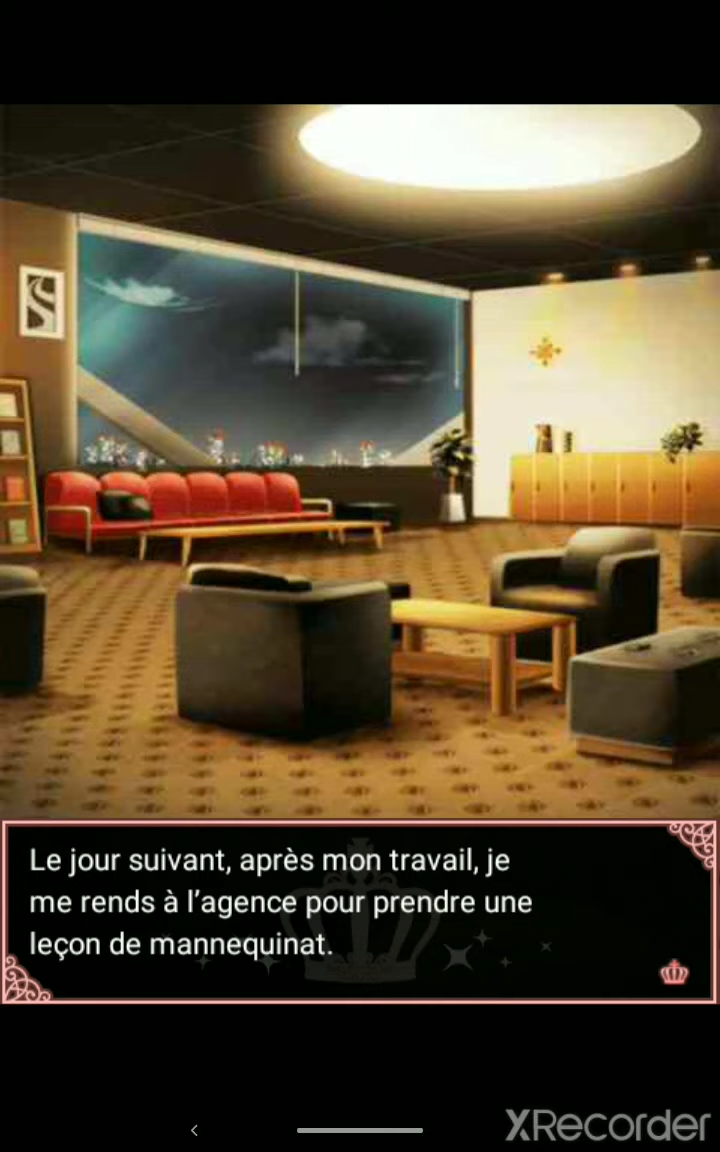 Le jour suivant, après mon travail, je
me rends à l’agence pour prendre une
leçon de mannequinat.
XRecorder